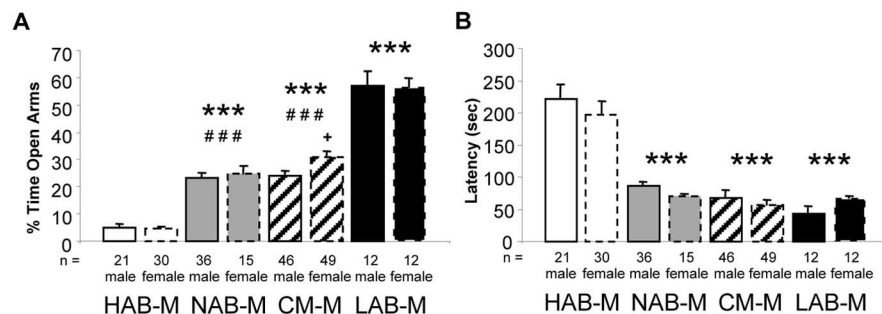 A
% Time Open Arms
70
60
50
40
30
20
10
0
***
###
***
###
+
***
n = 21 30 36 15 46 49 12 12
male female male female male female male female
HAB-M NAB-M CM-M LAB-M
B
Latency (sec)
300
250
200
150
100
50
0
*** *** ***
n = 21 30 36 15 46 49 12 12
male female male female male female male female
HAB-M NAB-M CM-M LAB-M